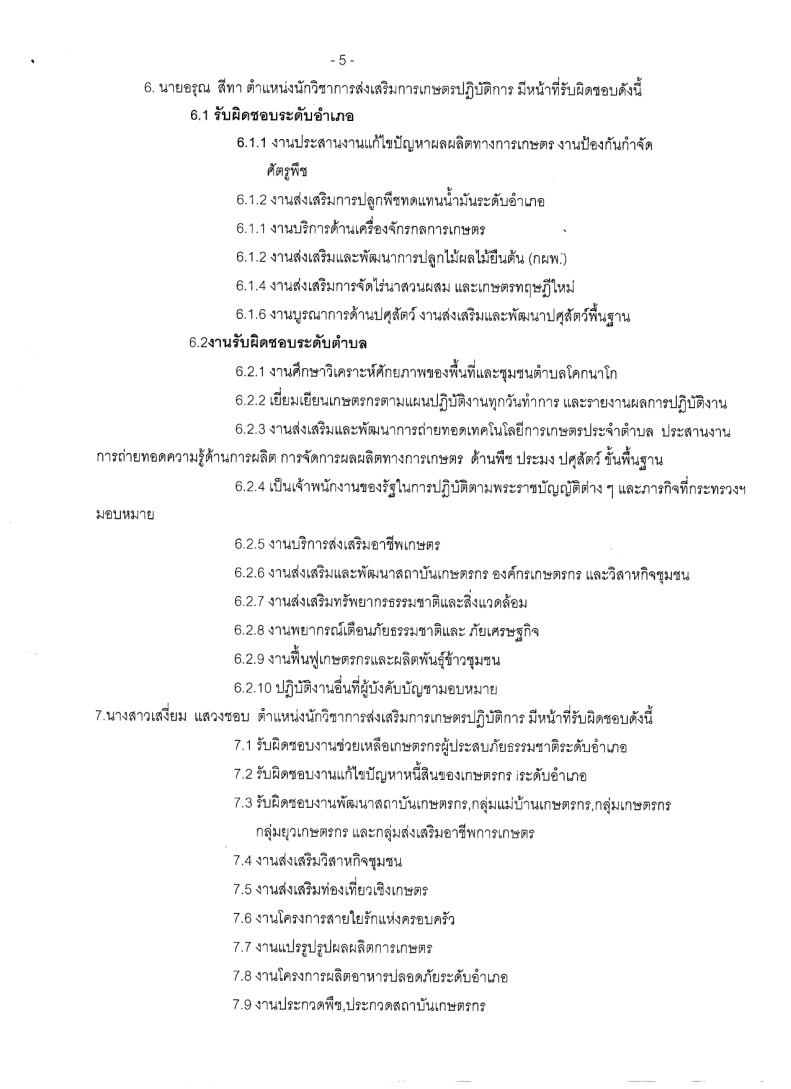 - 5 -
6. นายอรุณ สีทา ตำแหน่งนักวิชาการส่งเสริมการเกษตรปฏิบัติการ มีหน้าที่รับผิดชอบดังนี้
6.1 รับผิดชอบระดับอำเภอ
6.1.1 งานประสานงานแก้ไขปัญหาผลผลิตทางการเกษตร งานป้องกันกำจัด
ศัตรูพืช
6.1.2 งานส่งเสริมการปลูกพืชทดแทนน้ำมันระดับอำเภอ
6.1.1 งานบริการด้านเครื่องจักรกลการเกษตร
6.1.2 งานส่งเสริมและพัฒนาการปลูกไม้ผลไม้ยืนต้น (กผพ.)
6.1.4 งานส่งเสริมการจัดไร่นาสวนผสม และเกษตรทฤษฎีใหม่
6.1.6 งานบูรณาการด้านปศุสัตว์ งานส่งเสริมและพัฒนาปศุสัตว์พื้นฐาน
6.2งานรับผิดชอบระดับตำบล
6.2.1 งานศึกษาวิเคราะห์ศักยภาพของพื้นที่และชุมชนตำบลโคกนาโก
6.2.2 เยี่ยมเยียนเกษตรกรตามแผนปฏิบัติงานทุกวันทำการ และรายงานผลการปฏิบัติงาน
6.2.3 งานส่งเสริมและพัฒนาการถ่ายทอดเทคโนโลยีการเกษตรประจำตำบล ประสานงาน
การถ่ายทอดความรู้ด้านการผลิต การจัดการผลผลิตทางการเกษตร ด้านพืช ประมง ปศุสัตว์ ขั้นพื้นฐาน
6.2.4 เป็นเจ้าพนักงานของรัฐในการปฏิบัติตามพระราชบัญญัติต่าง ๆ และภารกิจที่กระทรวงฯ
มอบหมาย
6.2.5 งานบริการส่งเสริมอาชีพเกษตร
6.2.6 งานส่งเสริมและพัฒนาสถาบันเกษตรกร องค์กรเกษตรกร และวิสาหกิจชุมชน
6.2.7 งานส่งเสริมทรัพยากรธรรมชาติและสิ่งแวดล้อม
6.2.8 งานพยากรณ์เตือนภัยธรรมชาติและ ภัยเศรษฐกิจ
6.2.9 งานฟื้นฟูเกษตรกรและผลิตพันธุ์ข้าวชุมชน
6.2.10 ปฏิบัติงานอื่นที่ผู้บังคับบัญชามอบหมาย
7.นางสาวเสงี่ยม แสวงชอบ ตำแหน่งนักวิชาการส่งเสริมการเกษตรปฏิบัติการ มีหน้าที่รับผิดชอบดังนี้
7.1 รับผิดชอบงานช่วยเหลือเกษตรกรผู้ประสบภัยธรรมชาติระดับอำเภอ
7.2 รับผิดชอบงานแก้ไขปัญหาหนี้สินของเกษตรกร เระดับอำเภอ
7.3 รับผิดชอบงานพัฒนาสถาบันเกษตรกร,กลุ่มแม่บ้านเกษตรกร,กลุ่มเกษตรกร
กลุ่มยุวเกษตรกร และกลุ่มส่งเสริมอาชีพการเกษตร
7.4 งานส่งเสริมวิสาหกิจชุมชน
7.5 งานส่งเสริมท่องเที่ยวเชิงเกษตร
7.6 งานโครงการสายใยรักแห่งครอบครัว
7.7 งานแปรรูปรูปผลผลิตการเกษตร
7.8 งานโครงการผลิตอาหารปลอดภัยระดับอำเภอ
7.9 งานประกวดพืช,ประกวดสถาบันเกษตรกร